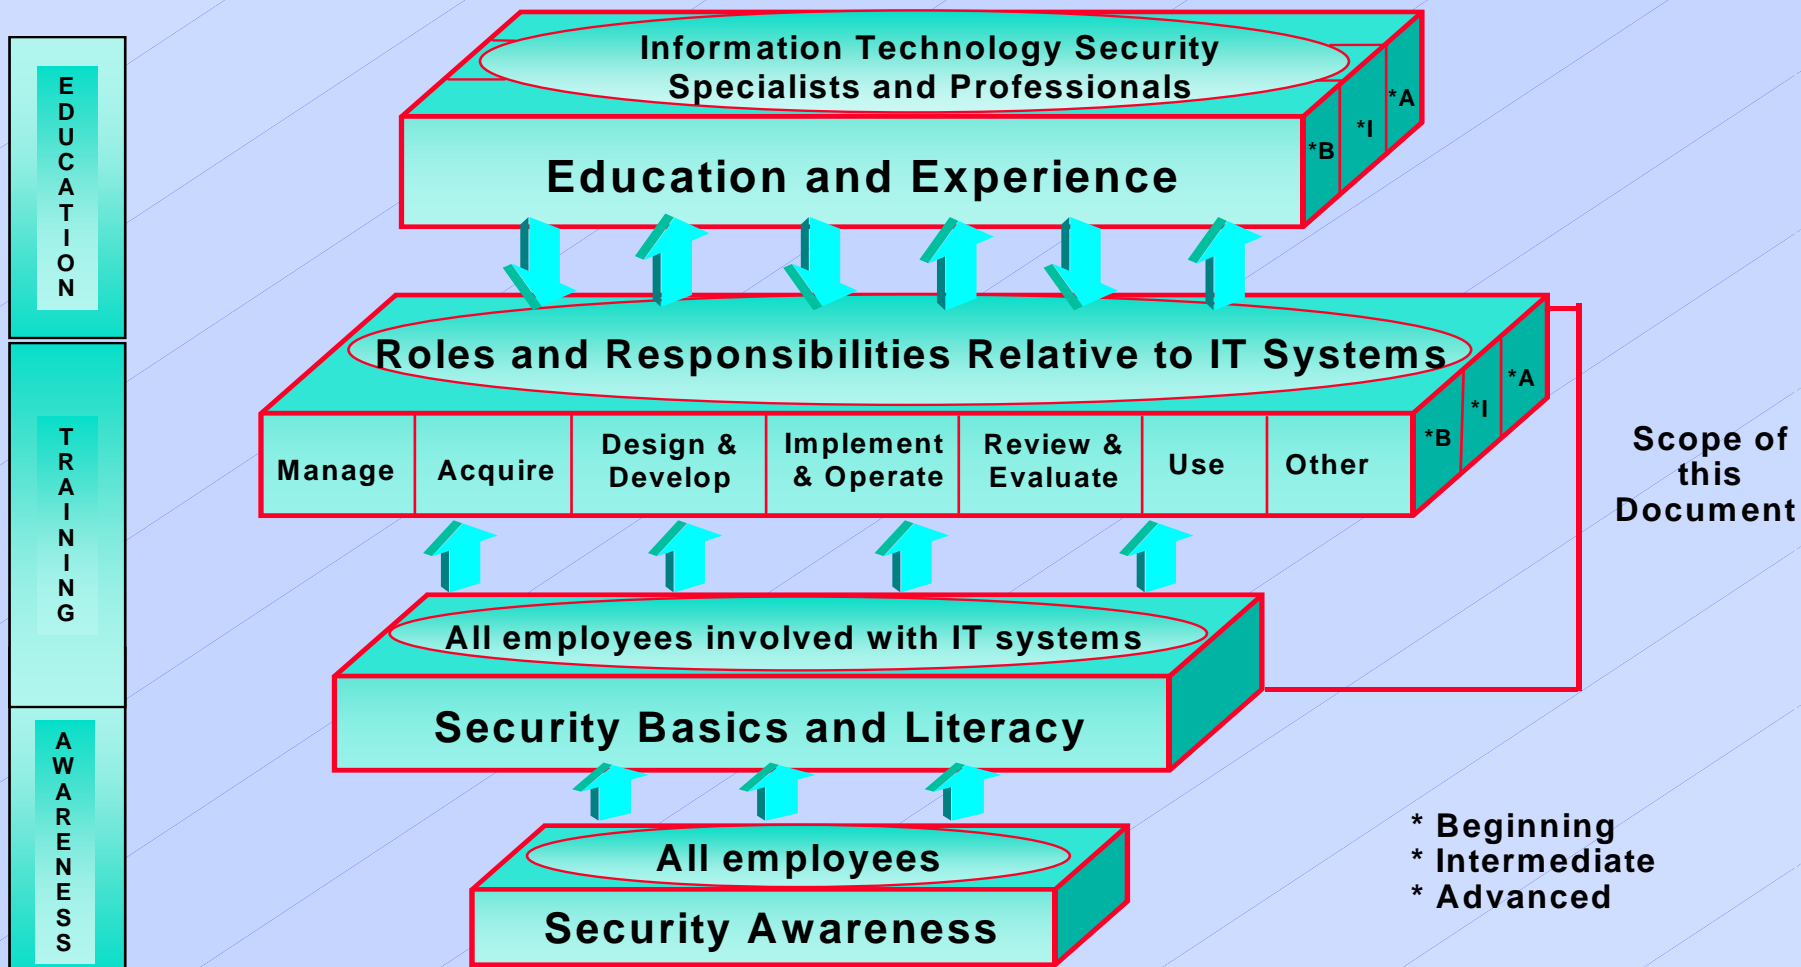 EDUCATION
Information Technology Security
Specialists and Professionals
*A
*I
*B
Education and Experience
TRAINING
Roles and Responsibilities Relative to IT Systems
*A
*I
*B
Manage
Acquire
Design &
Develop
Implement
& Operate
Review &
Evaluate
Use
Other
Scope of
this
Document
All employees involved with IT systems
Security Basics and Literacy
AWARENESS
All employees
Security Awareness
* Beginning
* Intermediate
* Advanced